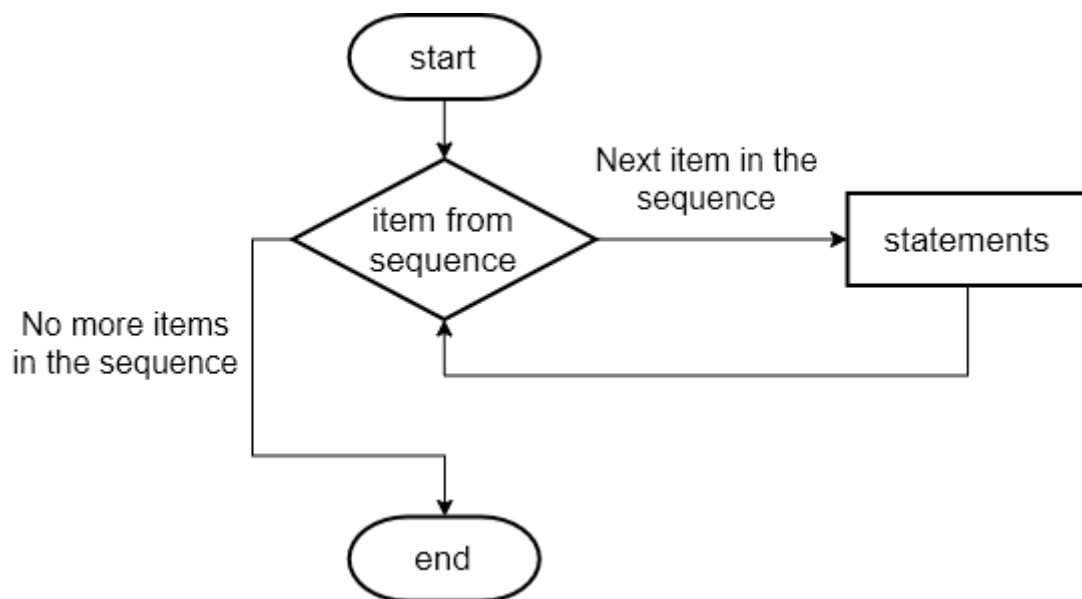 start
Next item in the
sequence
item from
sequence
statements
No more items
in the sequence
end